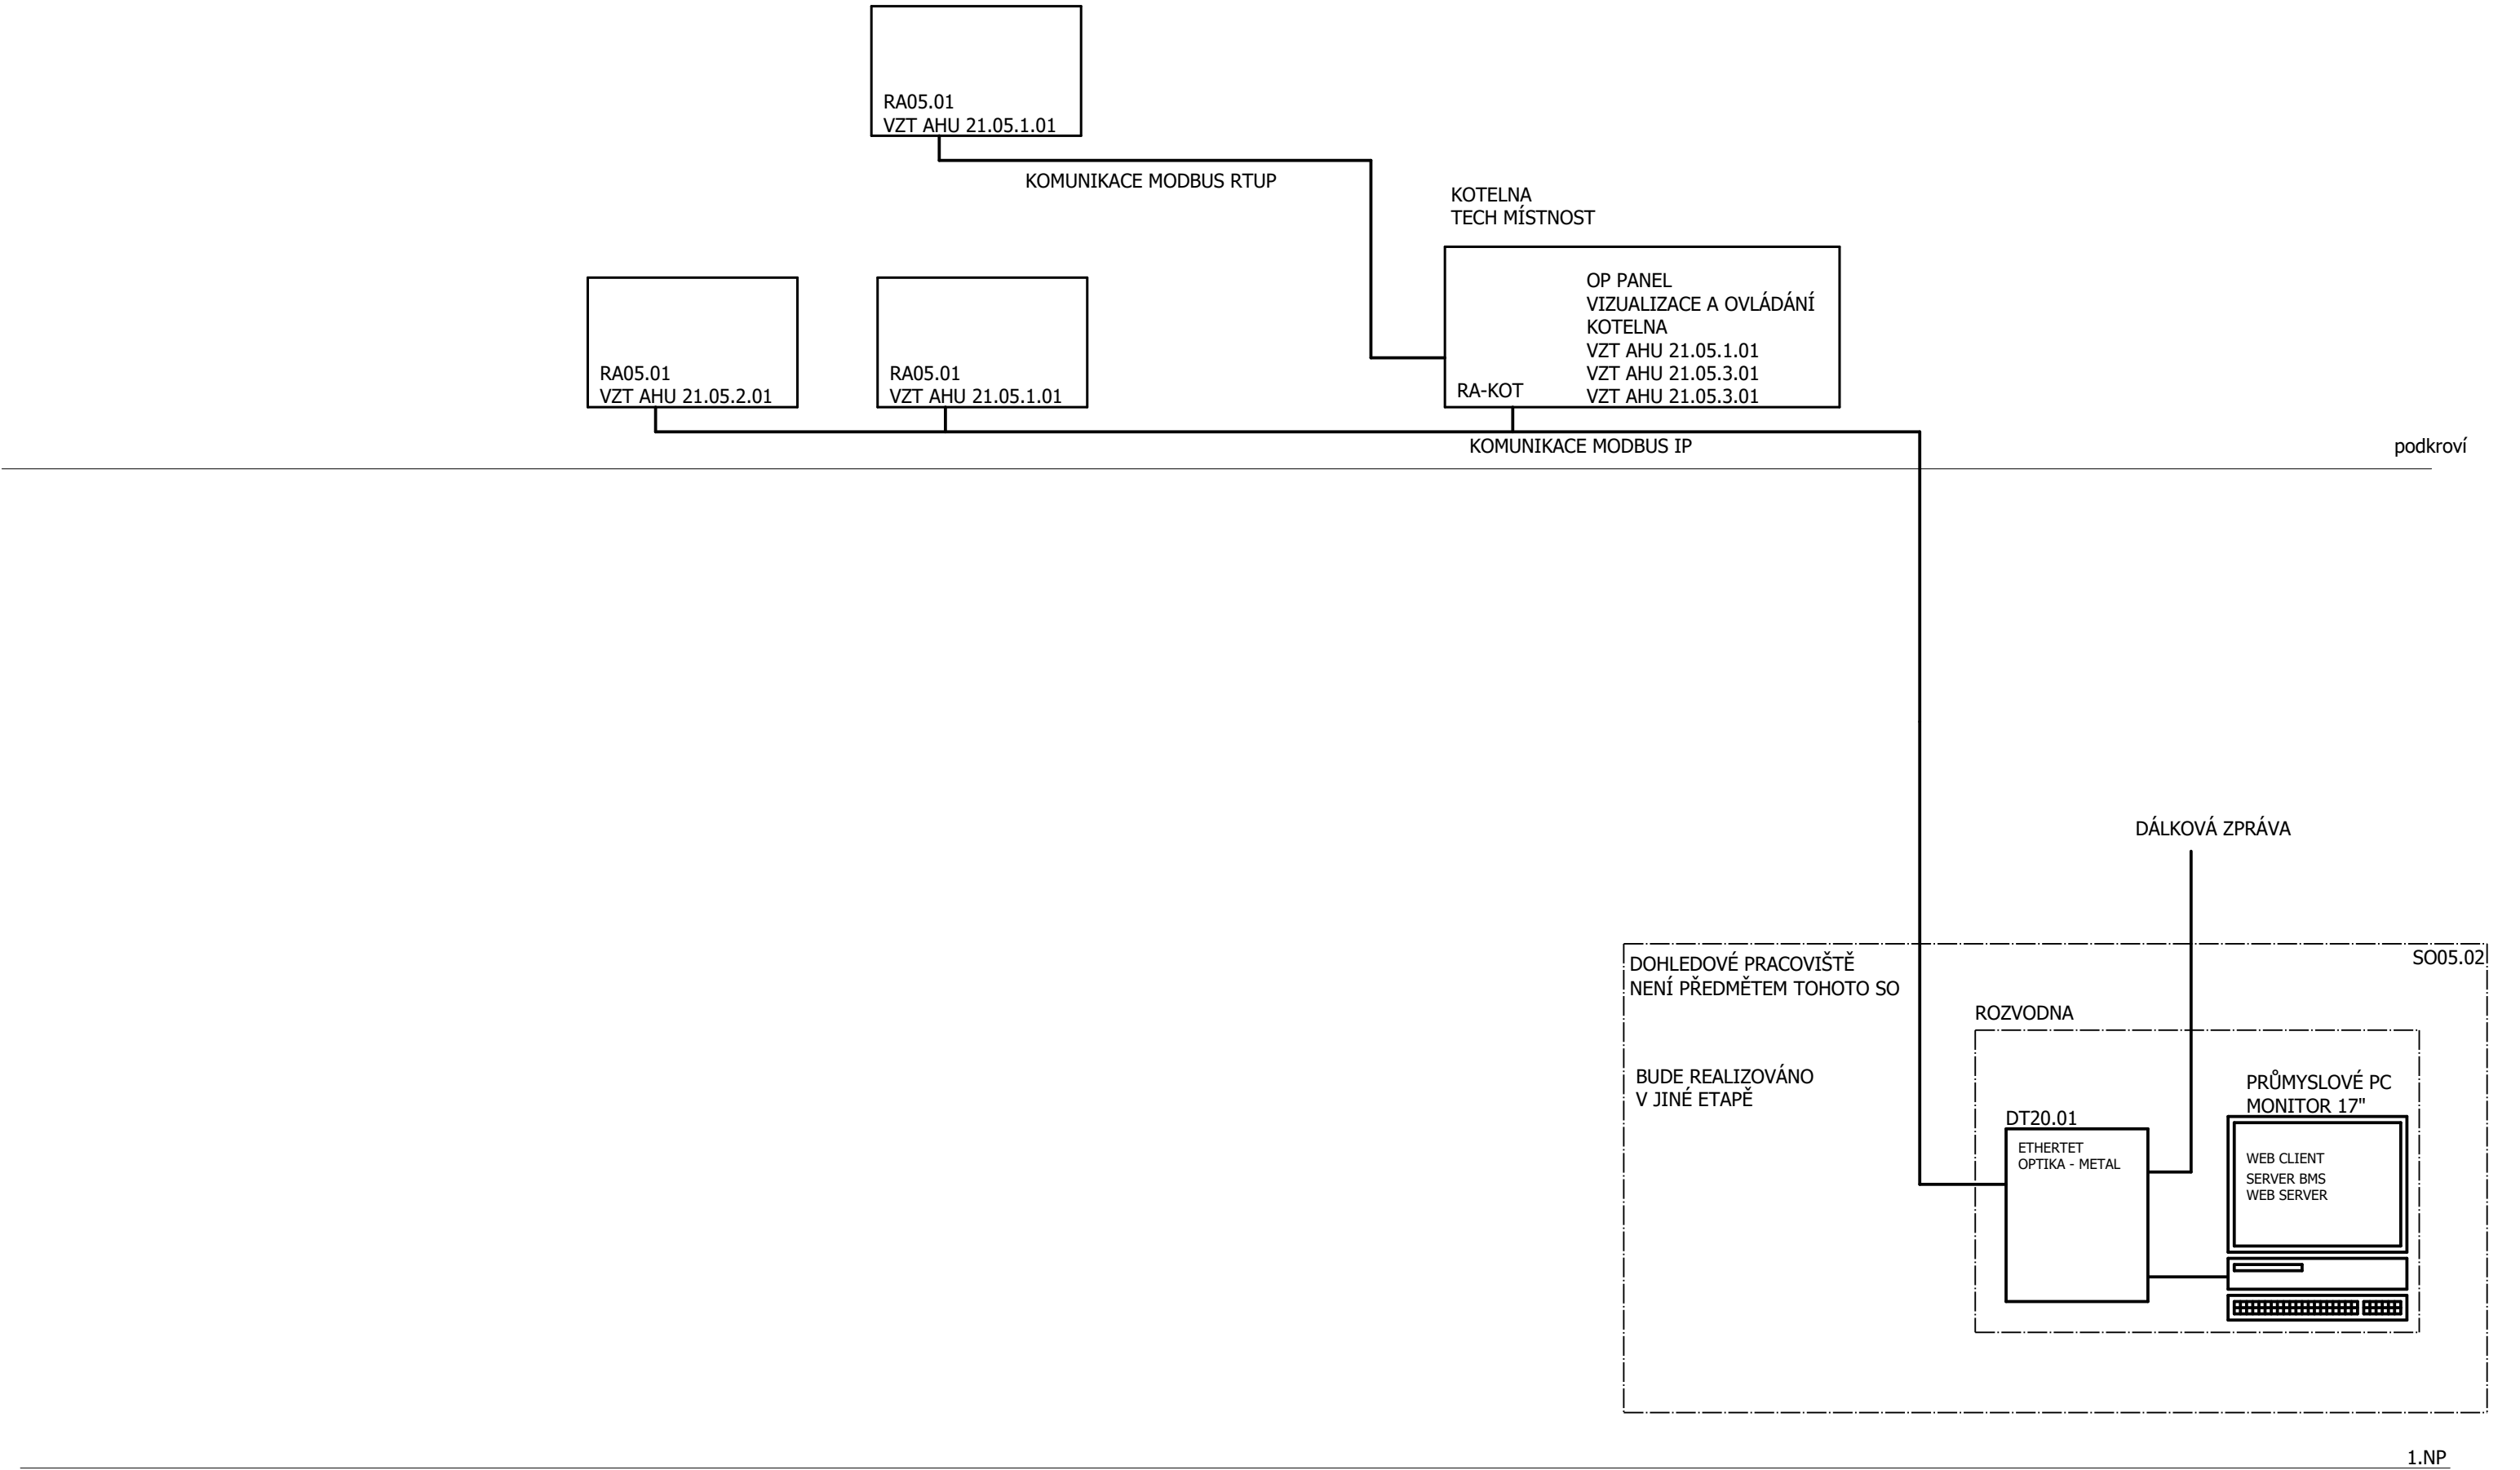 RA05.01
VZT AHU 21.05.1.01
KOMUNIKACE MODBUS RTUP
KOTELNA
TECH MÍSTNOST
RA05.01
VZT AHU 21.05.2.01
RA05.01
VZT AHU 21.05.1.01
RA-KOT
OP PANEL
VIZUALIZACE A OVLÁDÁNÍ
KOTELNA
VZT AHU 21.05.1.01
VZT AHU 21.05.3.01
VZT AHU 21.05.3.01
KOMUNIKACE MODBUS IP
podkroví
DÁLKOVÁ ZPRÁVA
SO05.02
DOHLEDOVÉ PRACOVIŠTĚ
NENÍ PŘEDMĚTEM TOHOTO SO
ROZVODNA
BUDE REALIZOVÁNO
V JINÉ ETAPĚ
PRŮMYSLOVÉ PC
MONITOR 17"
DT20.01
ETHERTET
OPTIKA - METAL
WEB CLIENT
SERVER BMS
WEB SERVER
1.NP